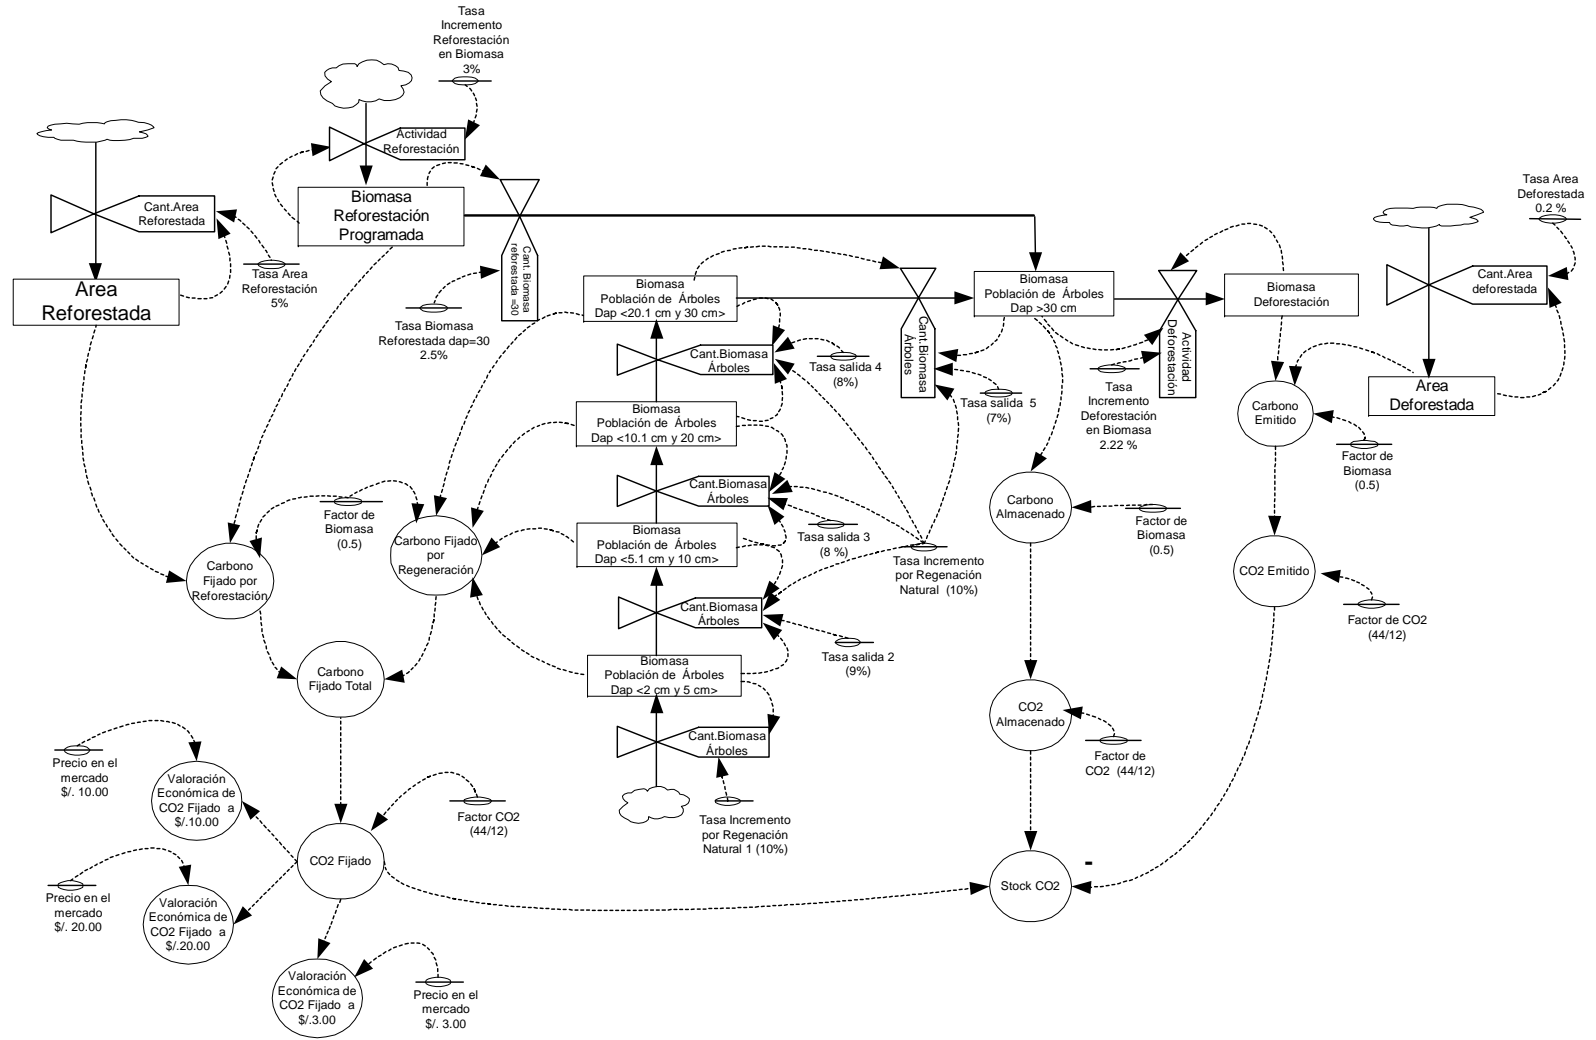 Tasa
Incremento
Reforestación
en Biomasa
3%
Actividad
Reforestación
Cant.Area
Reforestada
Biomasa
Reforestación
Programada
Tasa Area
Reforestación
5%
Area
Reforestada
Cant. Biomasa
reforestada =30
Tasa Biomasa
Reforestada dap=30
2.5%
Biomasa
Población de Árboles
Dap <20.1 cm y 30 cm>
Cant.Biomasa
Árboles
Tasa salida 4
(8%)
Cant.Biomasa
Árboles
Tasa salida 5
(7%)
Biomasa
Población de Árboles
Dap >30 cm
Actividad
Deforestación
Tasa
Incremento
Deforestación
en Biomasa
2.22 %
Biomasa
Deforestación
Tasa Area
Deforestada
0.2 %
Cant.Area
deforestada
Area
Deforestada
Carbono
Emitido
Factor de
Biomasa
(0.5)
Biomasa
Población de Árboles
Dap <10.1 cm y 20 cm>
Cant.Biomasa
Árboles
Tasa salida 3
(8 %)
Biomasa
Población de Árboles
Dap <5.1 cm y 10 cm>
Tasa Incremento
por Regenación
Natural (10%)
Factor de
Biomasa
(0.5)
Carbono Fijado
por
Regeneración
Carbono
Fijado por
Reforestación
Carbono
Almacenado
Factor de
Biomasa
(0.5)
CO2 Emitido
Factor de CO2
(44/12)
Cant.Biomasa
Árboles
Tasa salida 2
(9%)
Biomasa
Población de Árboles
Dap <2 cm y 5 cm>
Carbono
Fijado Total
CO2
Almacenado
Factor de
CO2 (44/12)
Cant.Biomasa
Árboles
Tasa Incremento
por Regenación
Natural 1 (10%)
Precio en el
mercado
$/. 10.00
Valoración
Económica de
CO2 Fijado a
$/.10.00
Factor CO2
(44/12)
CO2 Fijado
Precio en el
mercado
$/. 20.00
Valoración
Económica de
CO2 Fijado a
$/.20.00
Valoración
Económica de
CO2 Fijado a
$/.3.00
Precio en el
mercado
$/. 3.00
Stock CO2
-